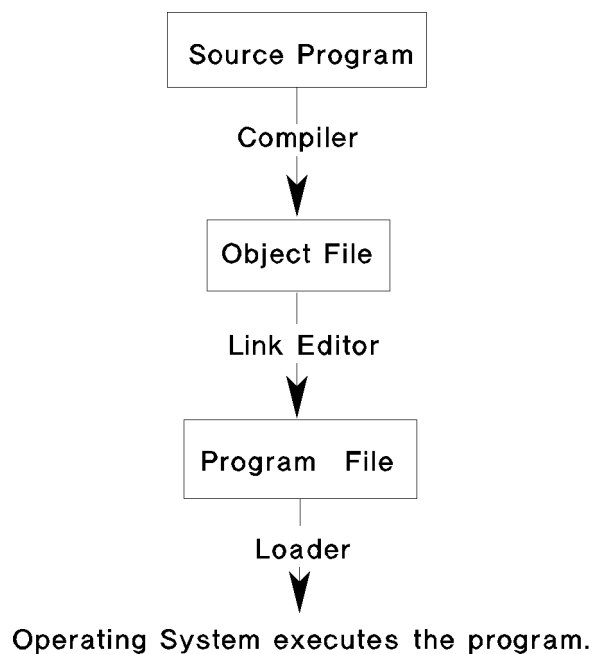 Source Program
Compiler
Object File
Link Editor
Program File
Loader
Operating System executes the program.